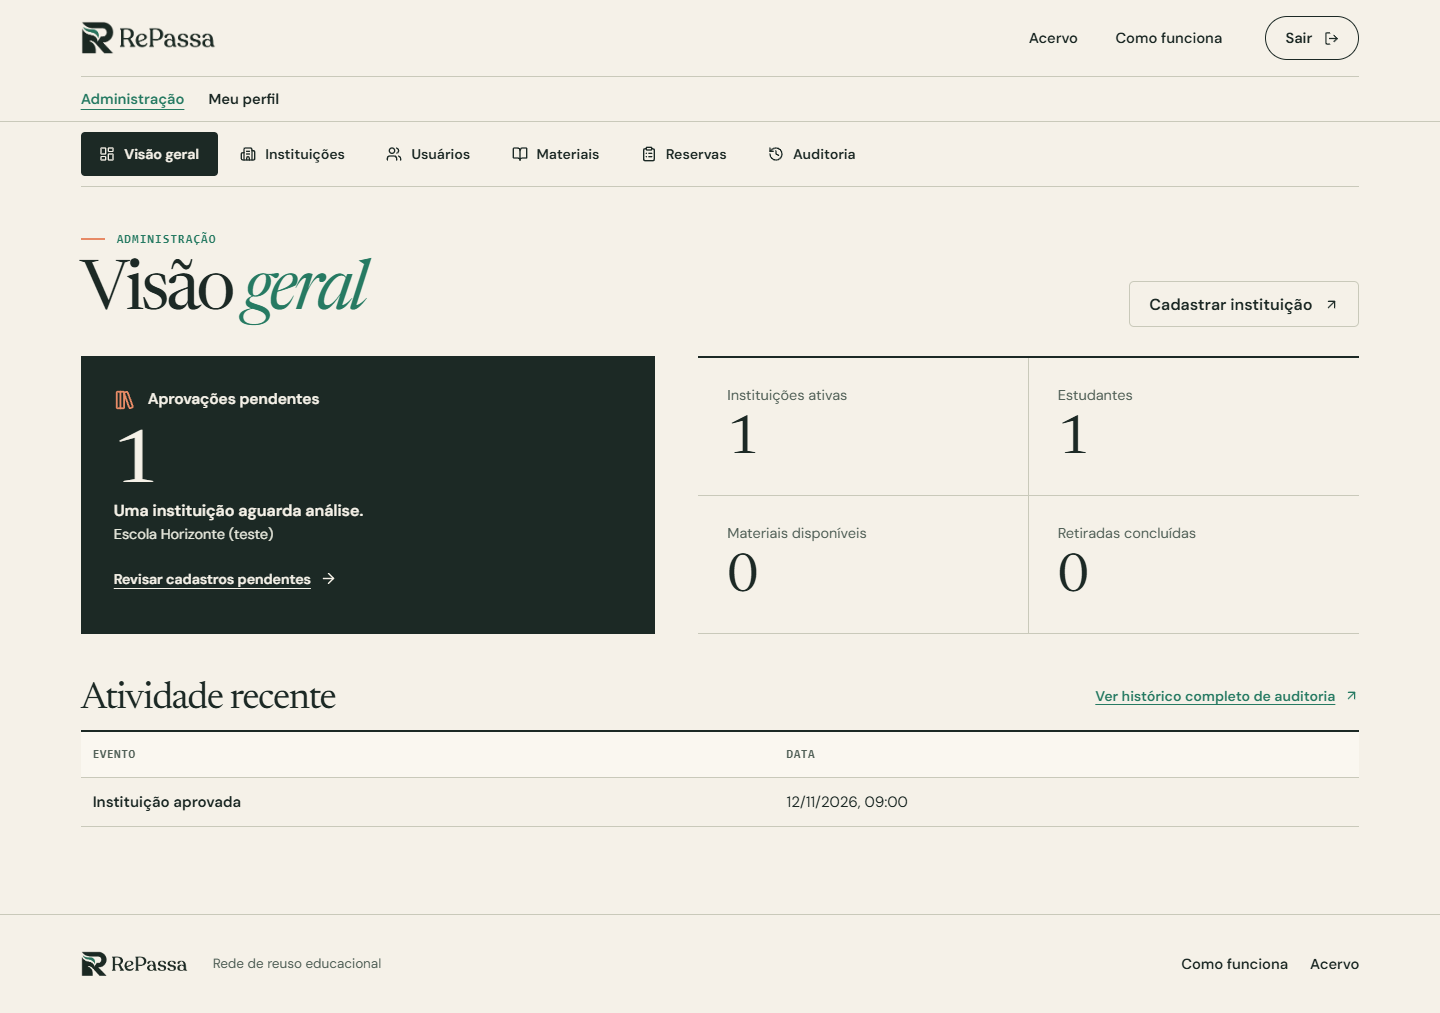 RePassa
Acervo
Como funciona
Sair
Administração
Meu perfil
Visão geral
Instituições
Usuários
Materiais
Reservas
Auditoria
ADMINISTRAÇÃO
Visão geral
Cadastrar instituição
Aprovações pendentes
1
Uma instituição aguarda análise.
Escola Horizonte (teste)
Revisar cadastros pendentes
Instituições ativas
1
Estudantes
1
Materiais disponíveis
0
Retiradas concluídas
0
Atividade recente
Ver histórico completo de auditoria
EVENTO
DATA
Instituição aprovada
12/11/2026, 09:00
RePassa
Rede de reuso educacional
Como funciona
Acervo